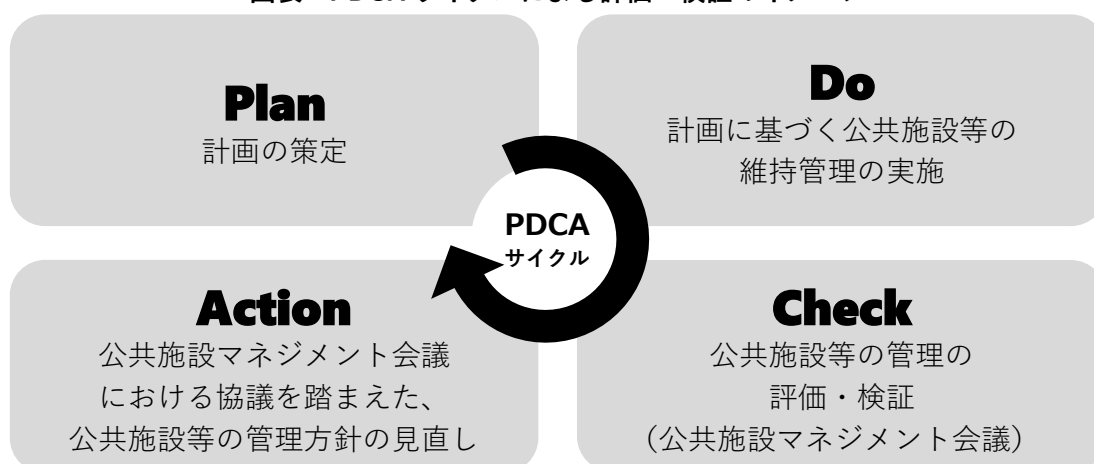 Plan
計画の策定
Do
計画に基づく公共施設等の
維持管理の実施
PDCA
サイクル
Action
公共施設マネジメント会議
における協議を踏まえた、
公共施設等の管理方針の見直し
Check
公共施設等の管理の
評価・検証
（公共施設マネジメント会議）